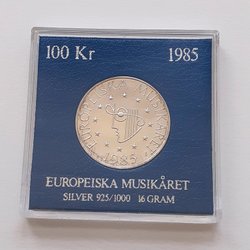 100 Kr 1985
EUROPEISKA MUSIKÅRET
1985
EUROPEISKA MUSIKÅRET
SILVER 925/1000 16 GRAM